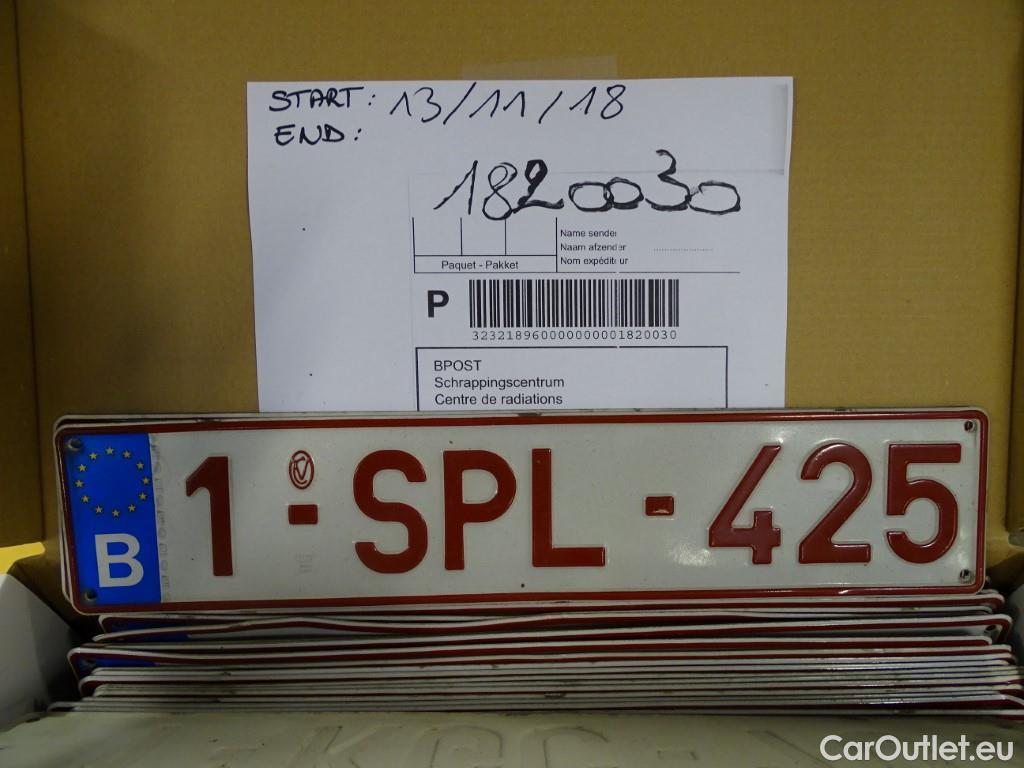 START: 13/11/18
END:
1820030
Name sender
Naam afzender
Nom expéditeur
Paquet - Pakket
P
323218960000000001820030
BPOST
Schrappingscentrum
Centre de radiations
B 1-SPL-425
CarOutlet.eu